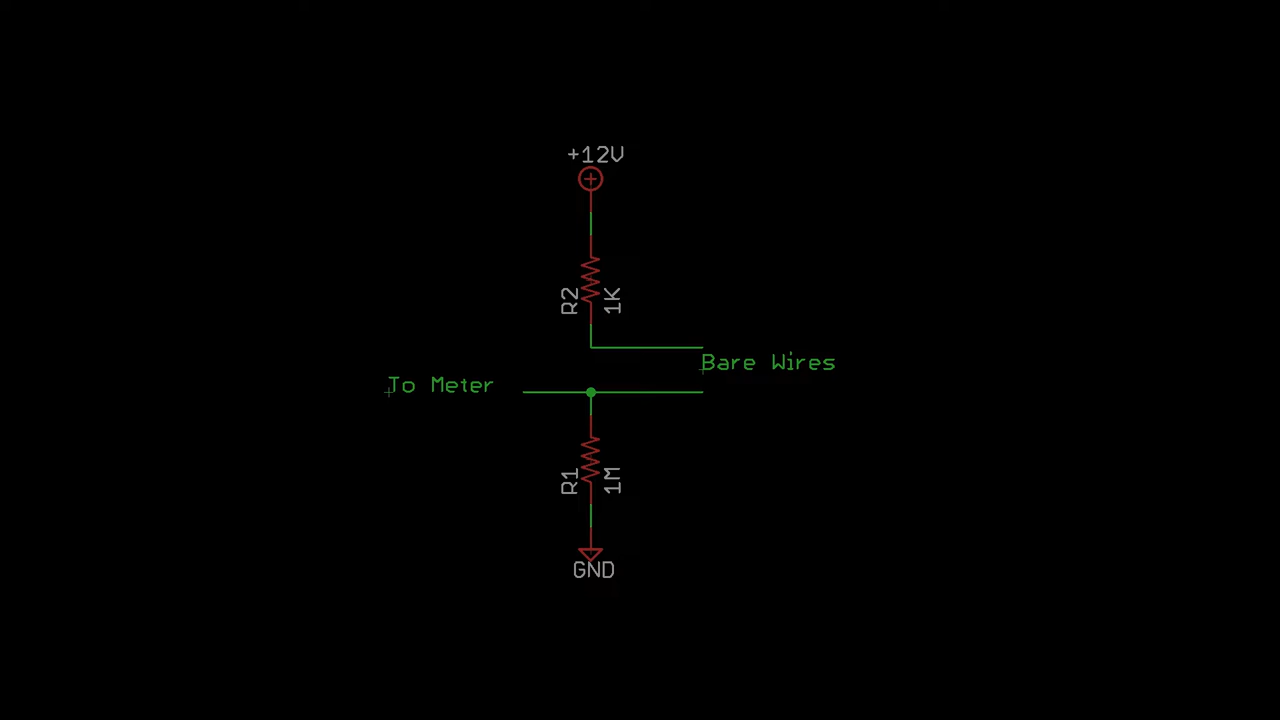 +12V
R2
1K
Bare Wires
To Meter
R1
1M
GND